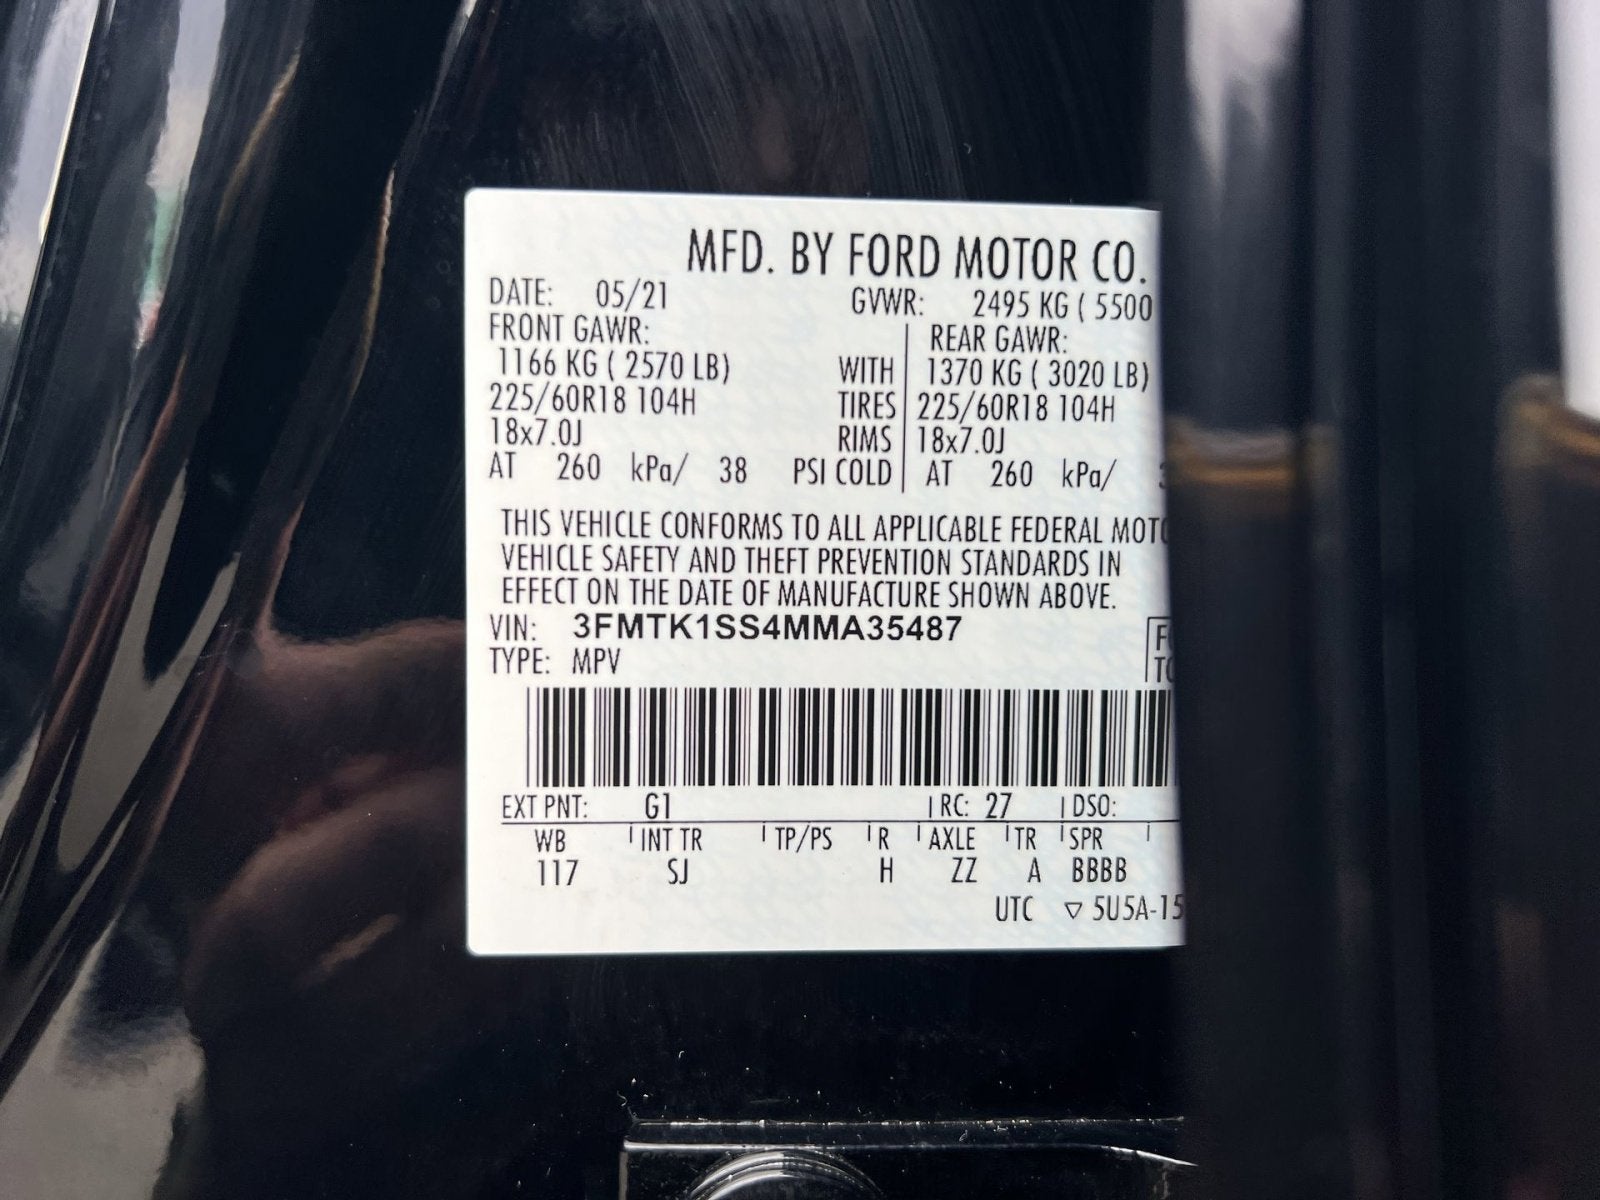 MFD. BY FORD MOTOR CO.
DATE: 05/21 GVWR: 2495 KG ( 5500
FRONT GAWR: REAR GAWR:
1166 KG ( 2570 LB) WITH 1370 KG ( 3020 LB)
225/60R18 104H TIRES 225/60R18 104H
18x7.0J RIMS 18x7.0J
AT 260 kPa/ 38 PSI COLD AT 260 kPa/
THIS VEHICLE CONFORMS TO ALL APPLICABLE FEDERAL MOTO
VEHICLE SAFETY AND THEFT PREVENTION STANDARDS IN
EFFECT ON THE DATE OF MANUFACTURE SHOWN ABOVE.
VIN: 3FMTK1SS4MMA35487
TYPE: MPV
EXT PNT: G1 RC: 27 DSO:
WB INT TR TP/PS R AXLE TR SPR
117 SJ H ZZ A BBBB
UTC ▽ 5U5A-15